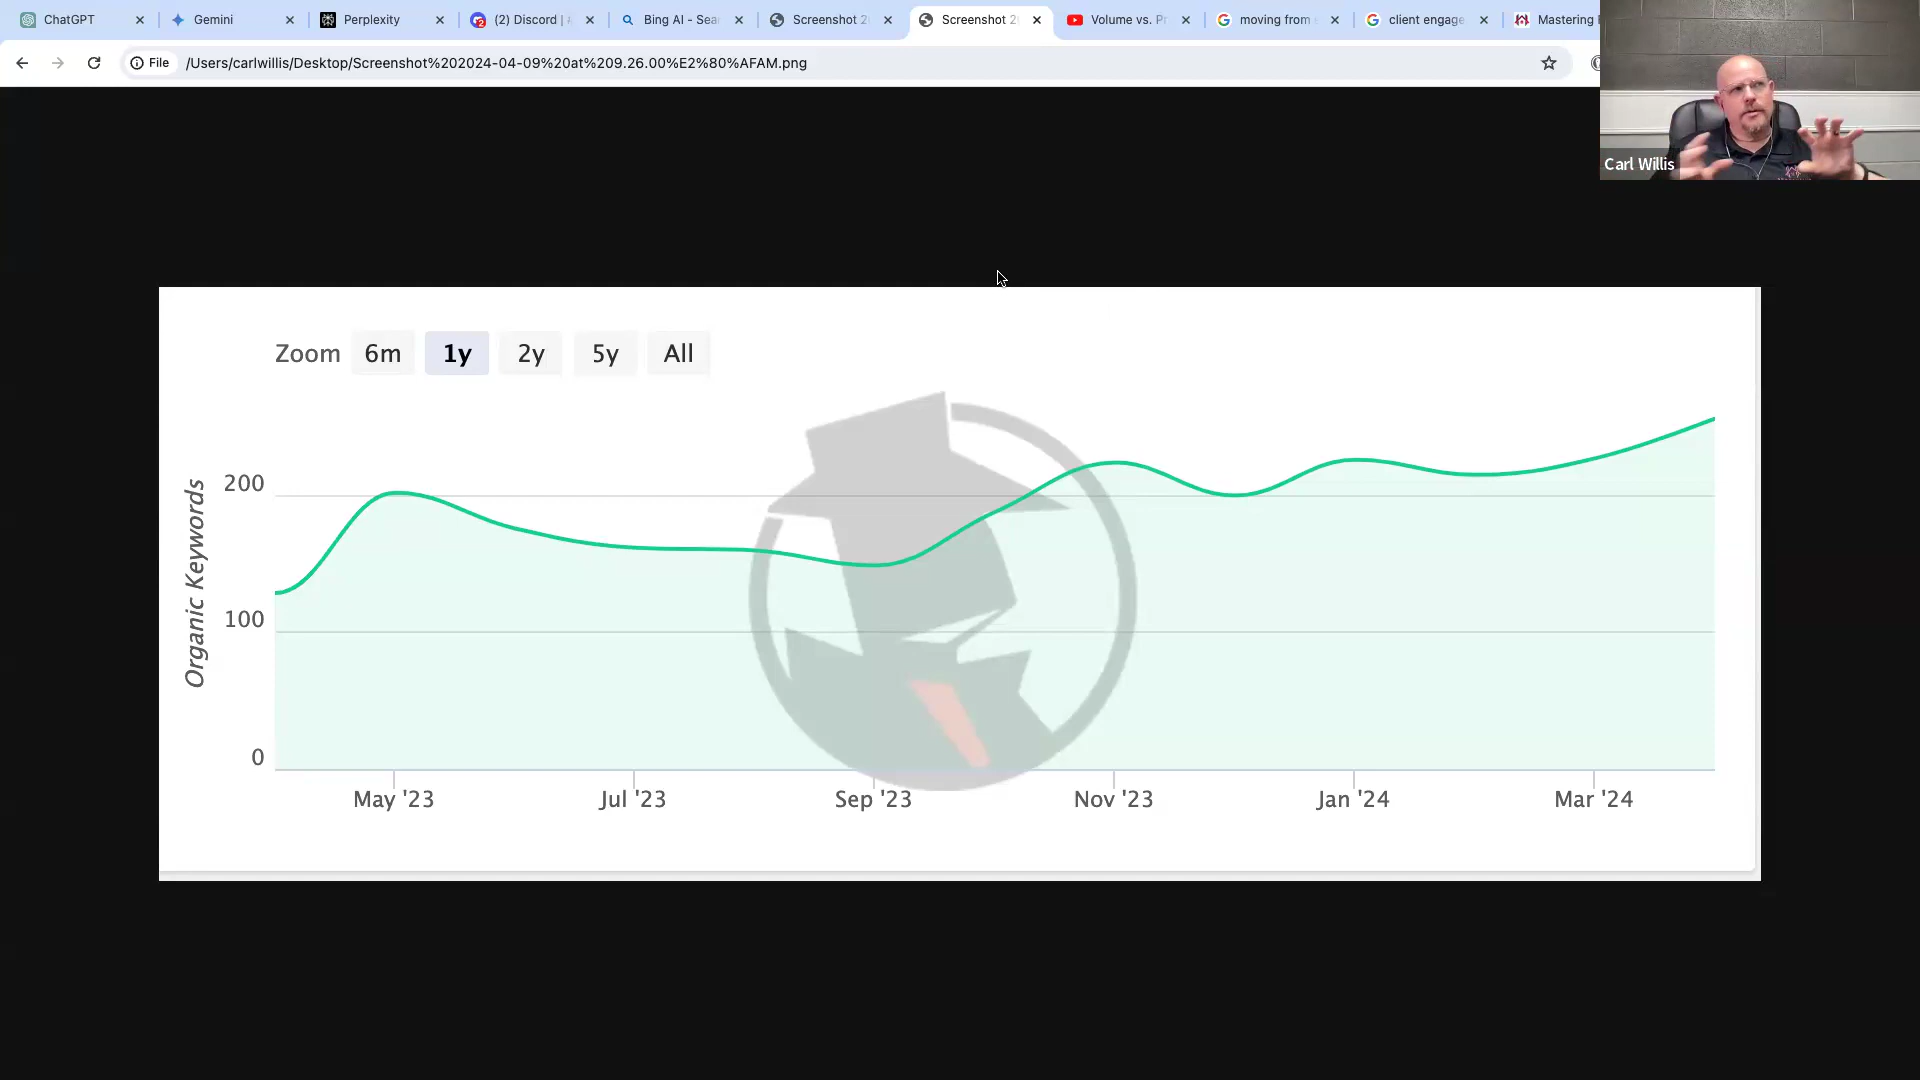 ChatGPT
Gemini
Perplexity
(2) Discord |
Bing AI - Sea
Screenshot 2
Screenshot 2
Volume vs. P
moving from
client engage
Mastering
File
/Users/carlwillis/Desktop/Screenshot%202024-04-09%20at%209.26.00%E2%80%AFAM.png
Carl Willis
Zoom 6m 1y 2y 5y All
Organic Keywords
200
100
0
May '23 Jul '23 Sep '23 Nov '23 Jan '24 Mar '24